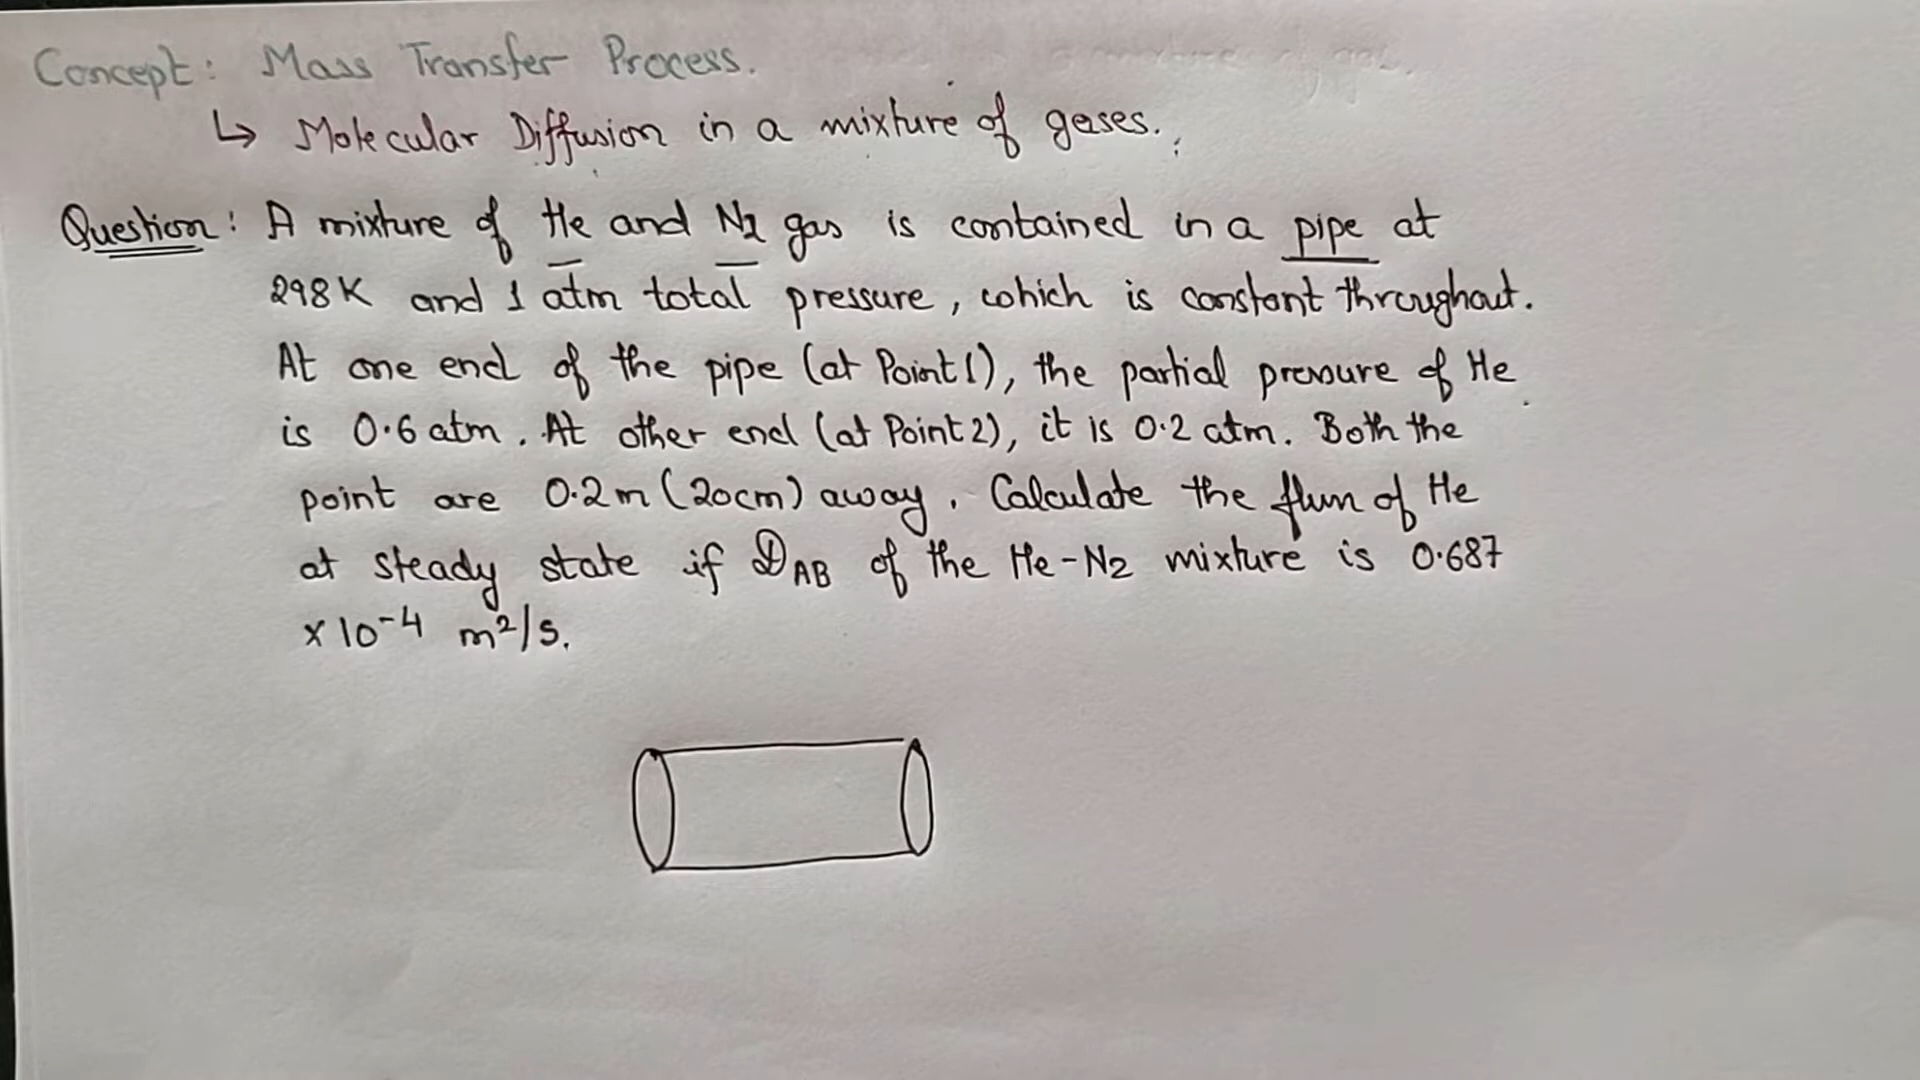 Concept: Mass Transfer Process.
↳ Molecular Diffusion in a mixture of gases.
Question: A mixture of He and N2 gas is contained in a pipe at
298K and 1 atm total pressure, which is constant throughout.
At one end of the pipe (at Point 1), the partial pressure of He
is 0.6 atm. At other end (at Point 2), it is 0.2 atm. Both the
point are 0.2m (20cm) away. Calculate the flux of He
at steady state if DAB of the He-N2 mixture is 0.687
x 10-4 m2/s.